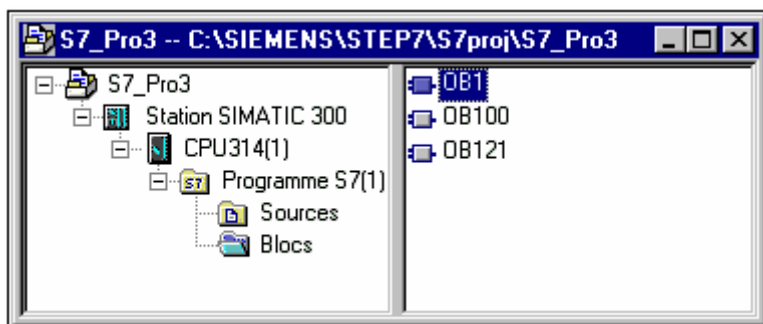 S7_Pro3 -- C:\SIEMENS\STEP7\S7proj\S7_Pro3
S7_Pro3
Station SIMATIC 300
CPU314(1)
S7 Programme S7(1)
Sources
Blocs
OB1
OB100
OB121